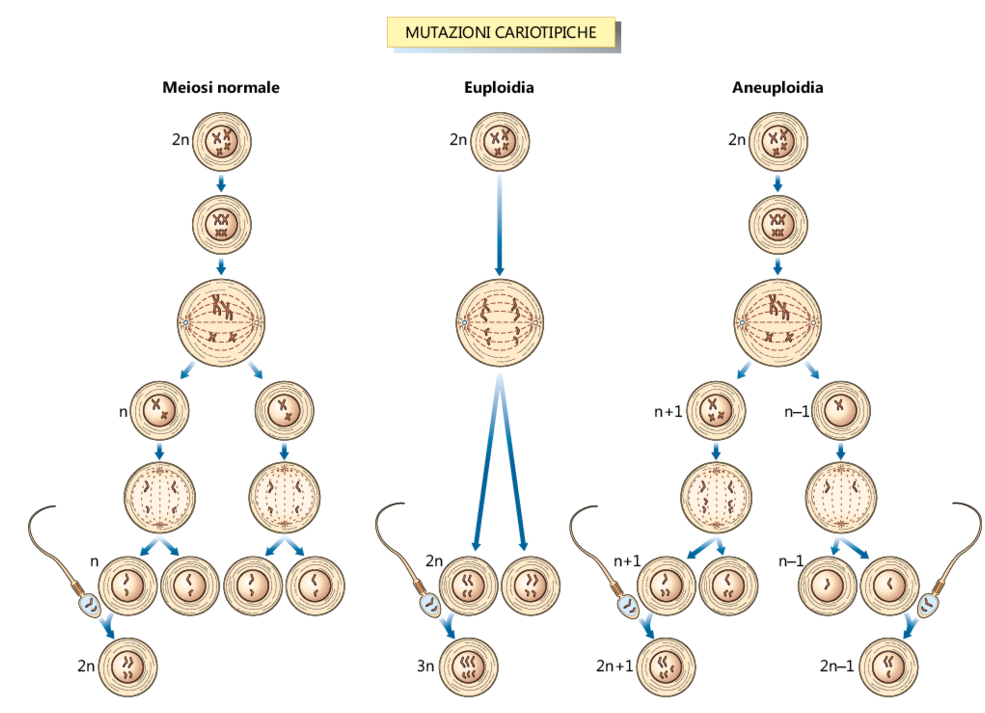 MUTAZIONI CARIOTIPICHE
Meiosi normale
Euploidia
Aneuploidia
2n
2n
2n
n
n+1
n–1
n
2n
n+1
n–1
2n
3n
2n+1
2n–1